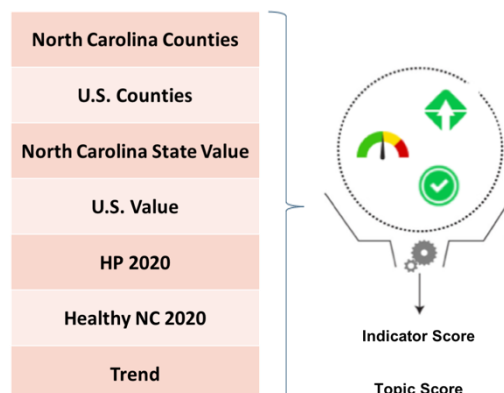 North Carolina Counties
U.S. Counties
North Carolina State Value
U.S. Value
HP 2020
Healthy NC 2020
Trend
Indicator Score
Topic Score